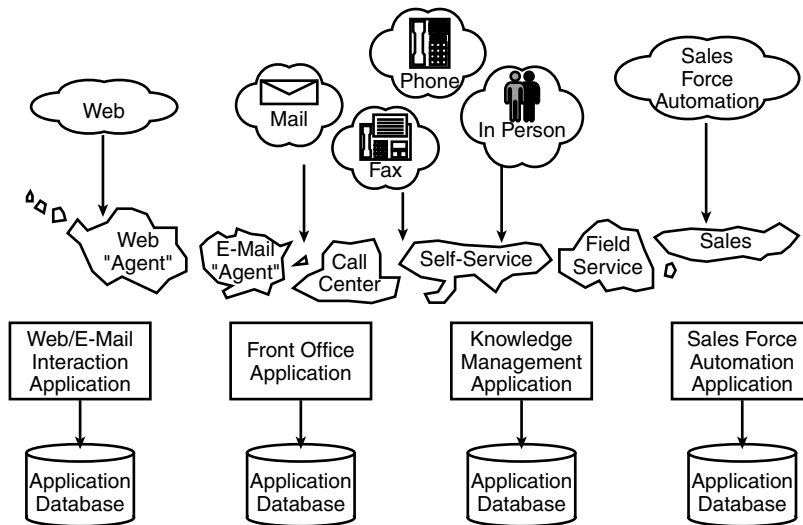 Web
Mail
Phone
Fax
In Person
Sales
Force
Automation
Web
"Agent"
E-Mail
"Agent"
Call
Center
Self-Service
Field
Service
Sales
Web/E-Mail
Interaction
Application
Front Office
Application
Knowledge
Management
Application
Sales Force
Automation
Application
Application
Database
Application
Database
Application
Database
Application
Database